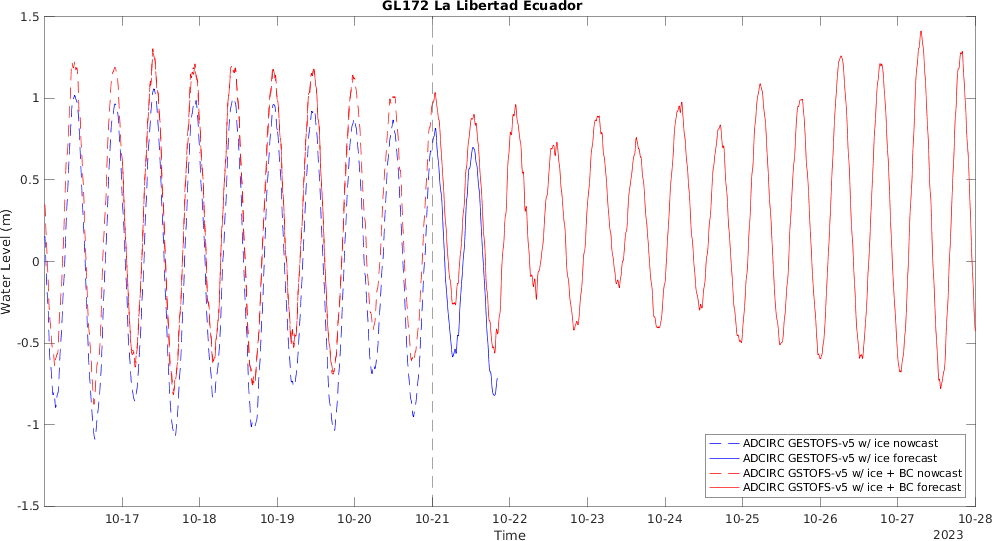 GL172 La Libertad Ecuador
1.5
1
0.5
0
-0.5
-1
-1.5
Water Level (m)
10-17 10-18 10-19 10-20 10-21 10-22 10-23 10-24 10-25 10-26 10-27 10-28
Time
2023
ADCIRC GESTOFS-v5 w/ ice nowcast
ADCIRC GESTOFS-v5 w/ ice forecast
ADCIRC GSTOFS-v5 w/ ice + BC nowcast
ADCIRC GSTOFS-v5 w/ ice + BC forecast